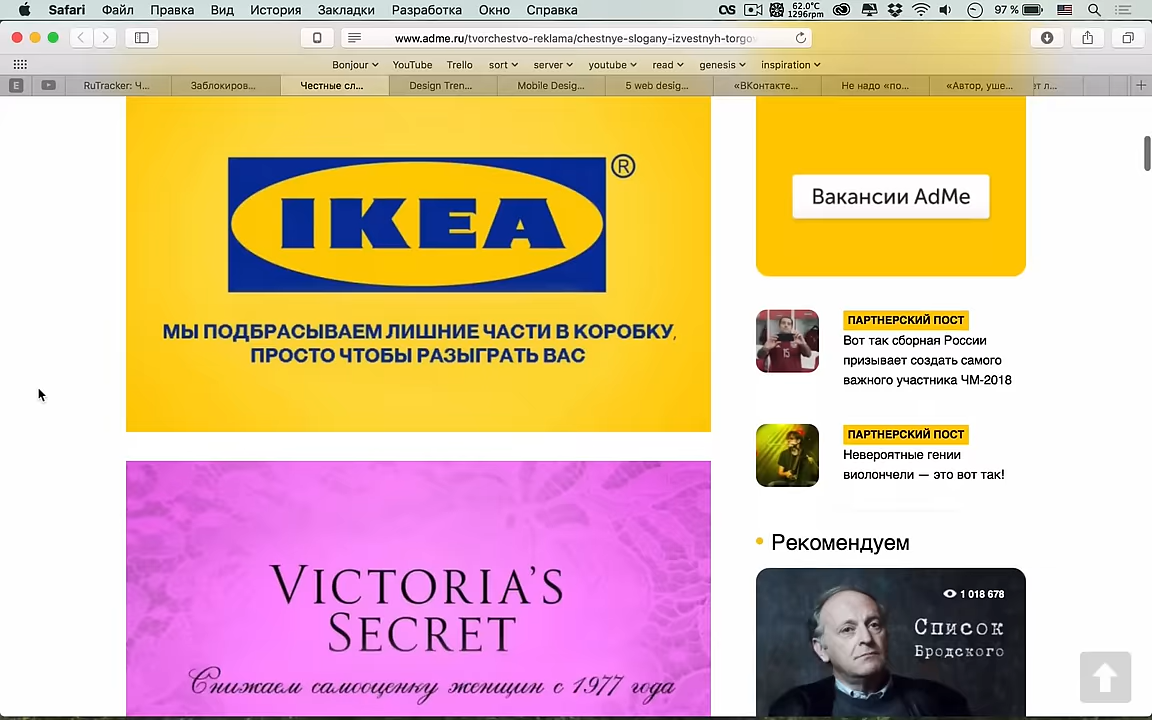 Safari Файл Правка Вид История Закладки Разработка Окно Справка
62.0°C
1296rpm
97 %
www.adme.ru/tvorchestvo-reklama/chestnye-slogany-izvestnyh-torgo
Bonjour YouTube Trello sort server youtube read genesis inspiration
E RuTracker: Ч... Заблокиров... Честные сл... Design Tren... Mobile Desig... 5 web desig... «ВКонтакте... Не надо «по... «Автор, уше... ет л...
IKEA ®
МЫ ПОДБРАСЫВАЕМ ЛИШНИЕ ЧАСТИ В КОРОБКУ,
ПРОСТО ЧТОБЫ РАЗЫГРАТЬ ВАС
Вакансии AdMe
ПАРТНЕРСКИЙ ПОСТ
Вот так сборная России
призывает создать самого
важного участника ЧМ-2018
ПАРТНЕРСКИЙ ПОСТ
Невероятные гении
виолончели — это вот так!
Рекомендуем
VICTORIA'S
SECRET
Снижаем самооценку женщин с 1977 года
1 018 678
Список
Бродского